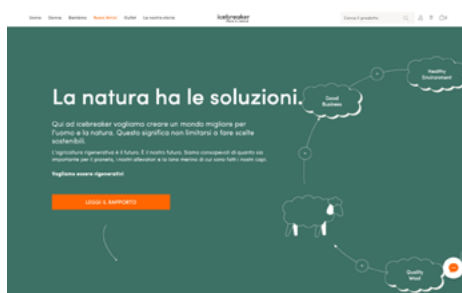 Uomo Donna Bambino Nuovi Arrivi Outlet La nostra storia
icebreaker
Cerca il prodotto
La natura ha le soluzioni.
Qui ad icebreaker vogliamo creare un mondo migliore per
l'uomo e la natura. Questo significa non limitarsi a fare scelte
sostenibili.
L'agricoltura rigenerativa è il futuro. È il nostro futuro. Siamo consapevoli di quanto sia
importante per il pianeta, i nostri allevatori e la lana merino di cui sono fatti i nostri capi.
Vogliamo essere rigenerativi
LEGGI IL RAPPORTO
Healthy
Environment
Good
Business
Quality
Wool